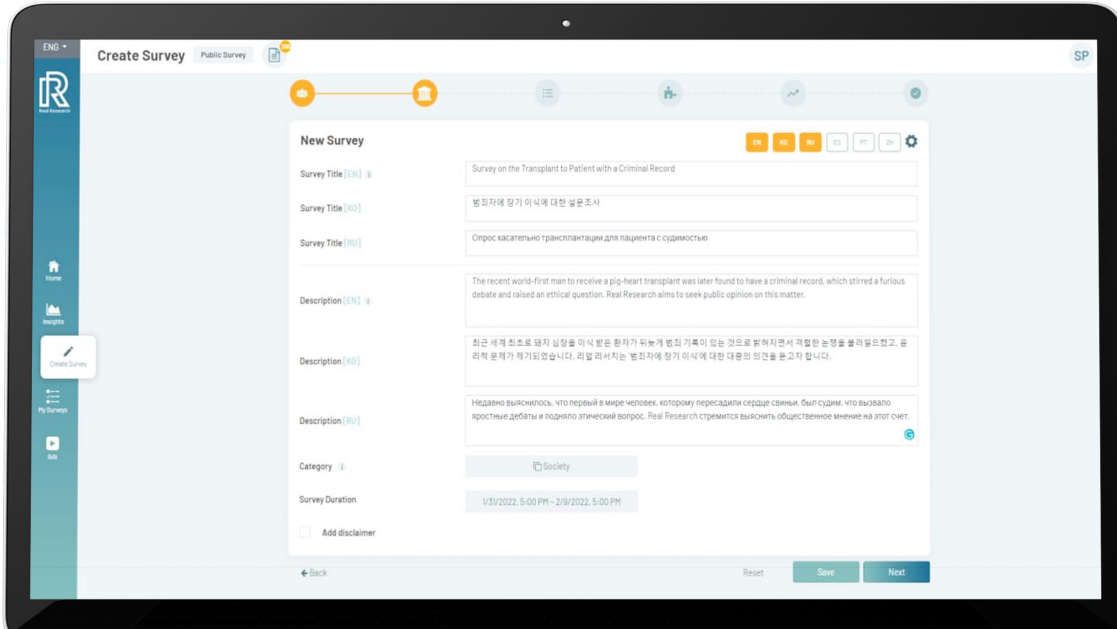 ENG
Create Survey
Public Survey
SP
R
Real Research
New Survey
EN KO RU ES PT ZH
Survey Title [EN] i
Survey on the Transplant to Patient with a Criminal Record
Survey Title [KO]
범죄자에 장기 이식에 대한 설문조사
Survey Title [RU]
Опрос касательно трансплантации для пациента с судимостью
Description [EN] i
The recent world-first man to receive a pig-heart transplant was later found to have a criminal record, which stirred a furious
debate and raised an ethical question. Real Research aims to seek public opinion on this matter.
Description [KO]
최근 세계 최초로 돼지 심장을 이식 받은 환자가 뒤늦게 범죄 기록이 있는 것으로 밝혀지면서 격렬한 논쟁을 불러일으켰고, 윤
리적 문제가 제기되었습니다. 리얼 리서치는 '범죄자에 장기 이식'에 대한 대중의 의견을 듣고자 합니다.
Description [RU]
Недавно выяснилось, что первый в мире человек, которому пересадили сердце свиньи, был судим, что вызвало
яростные дебаты и подняло этический вопрос. Real Research стремится выяснить общественное мнение на этот счет.
Category i
Society
Survey Duration
1/31/2022, 5:00 PM ~ 2/9/2022, 5:00 PM
Add disclaimer
Back
Reset
Save
Next
Home
Insights
Create Survey
My Surveys
Ads